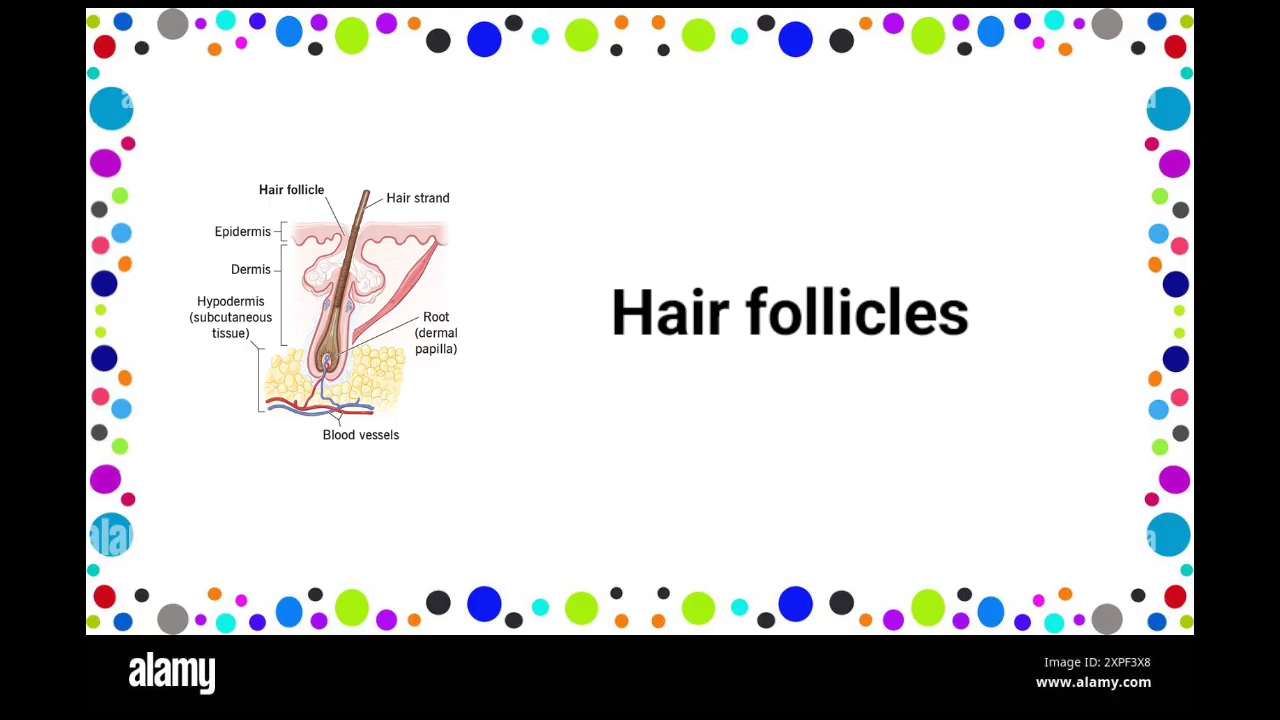 Hair follicle
Hair strand
Epidermis
Dermis
Hypodermis
(subcutaneous
tissue)
Root
(dermal
papilla)
Blood vessels
Hair follicles
alamy
Image ID: 2XPF3X8
www.alamy.com